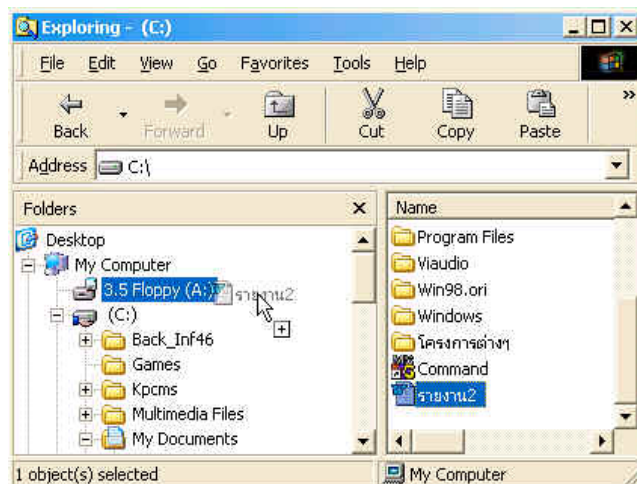 Exploring - (C:)
File Edit View Go Favorites Tools Help
Back Forward Up Cut Copy Paste »
Address C:\
Folders
Name
Desktop
My Computer
3.5 Floppy (A:) รายงาน2
(C:)
Back_Inf46
Games
Kpcms
Multimedia Files
My Documents
Program Files
Viaudio
Win98.ori
Windows
โครงการต่างๆ
Command
รายงาน2
1 object(s) selected
My Computer